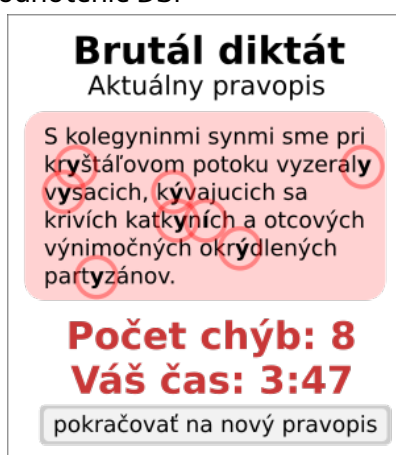 Brutál diktát
Aktuálny pravopis
S kolegyninmi synmi sme pri
kryštáľovom potoku vyzeraly
vysacich, kývajucich sa
krivích katkyních a otcových
výnimočných okrýdlených
partyzánov.
Počet chýb: 8
Váš čas: 3:47
pokračovať na nový pravopis